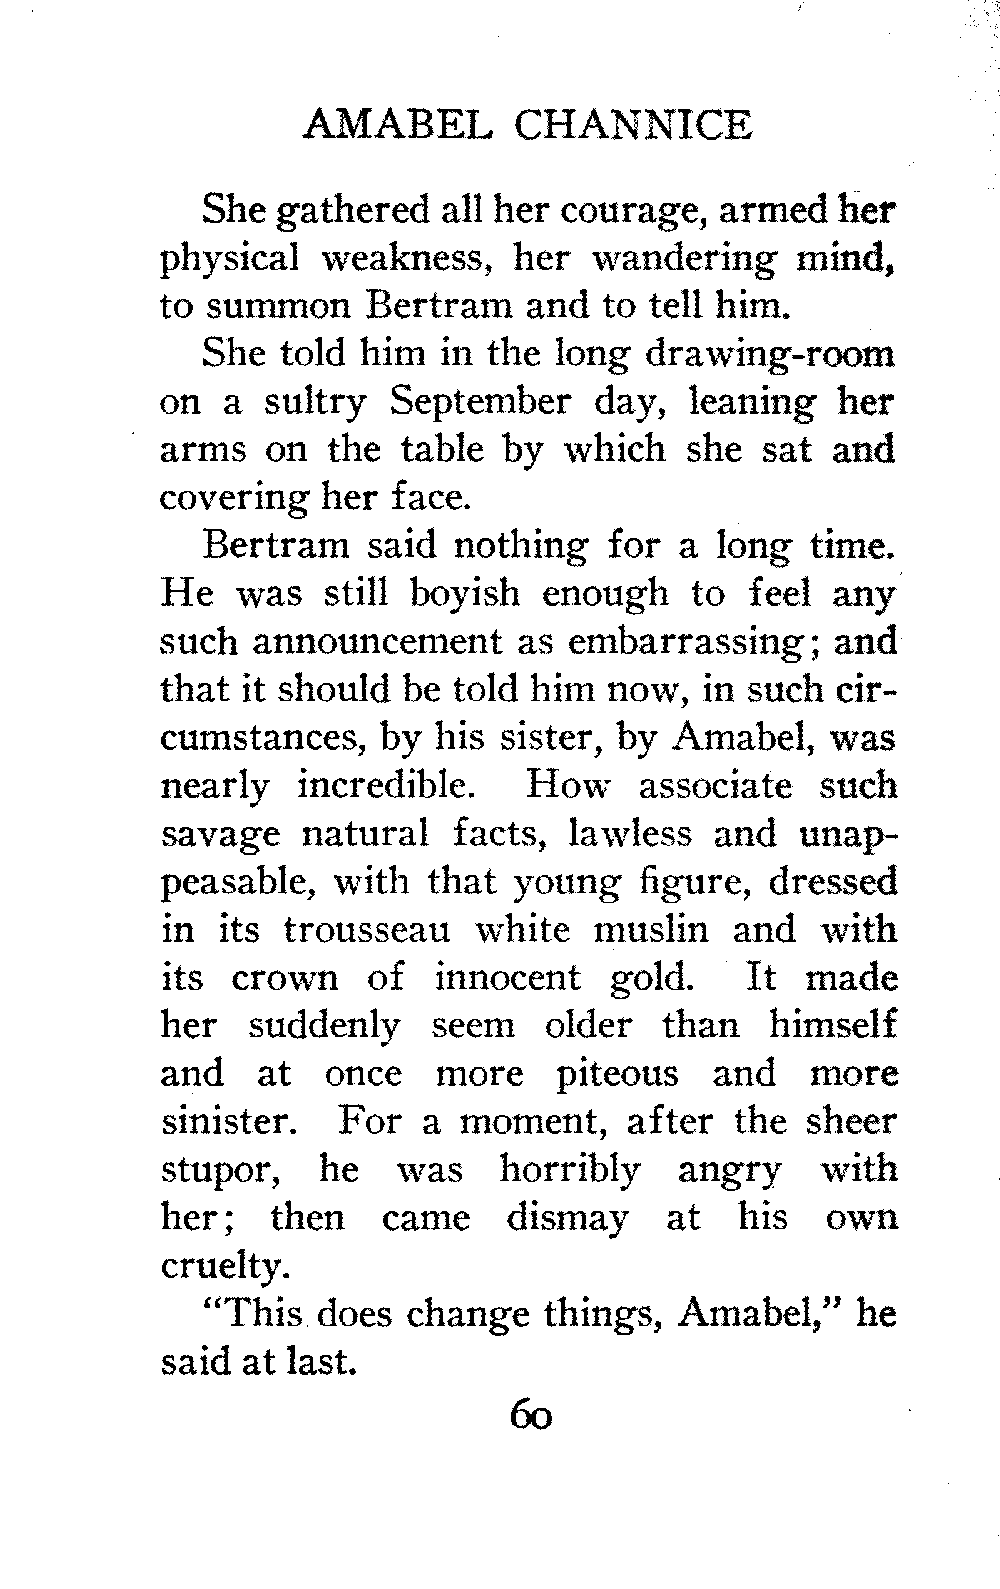 AMABEL CHANNICE
She gathered all her courage, armed her
physical weakness, her wandering mind,
to summon Bertram and to tell him.
She told him in the long drawing-room
on a sultry September day, leaning her
arms on the table by which she sat and
covering her face.
Bertram said nothing for a long time.
He was still boyish enough to feel any
such announcement as embarrassing; and
that it should be told him now, in such cir-
cumstances, by his sister, by Amabel, was
nearly incredible. How associate such
savage natural facts, lawless and unap-
peasable, with that young figure, dressed
in its trousseau white muslin and with
its crown of innocent gold. It made
her suddenly seem older than himself
and at once more piteous and more
sinister. For a moment, after the sheer
stupor, he was horribly angry with
her; then came dismay at his own
cruelty.
“This does change things, Amabel,” he
said at last.
60